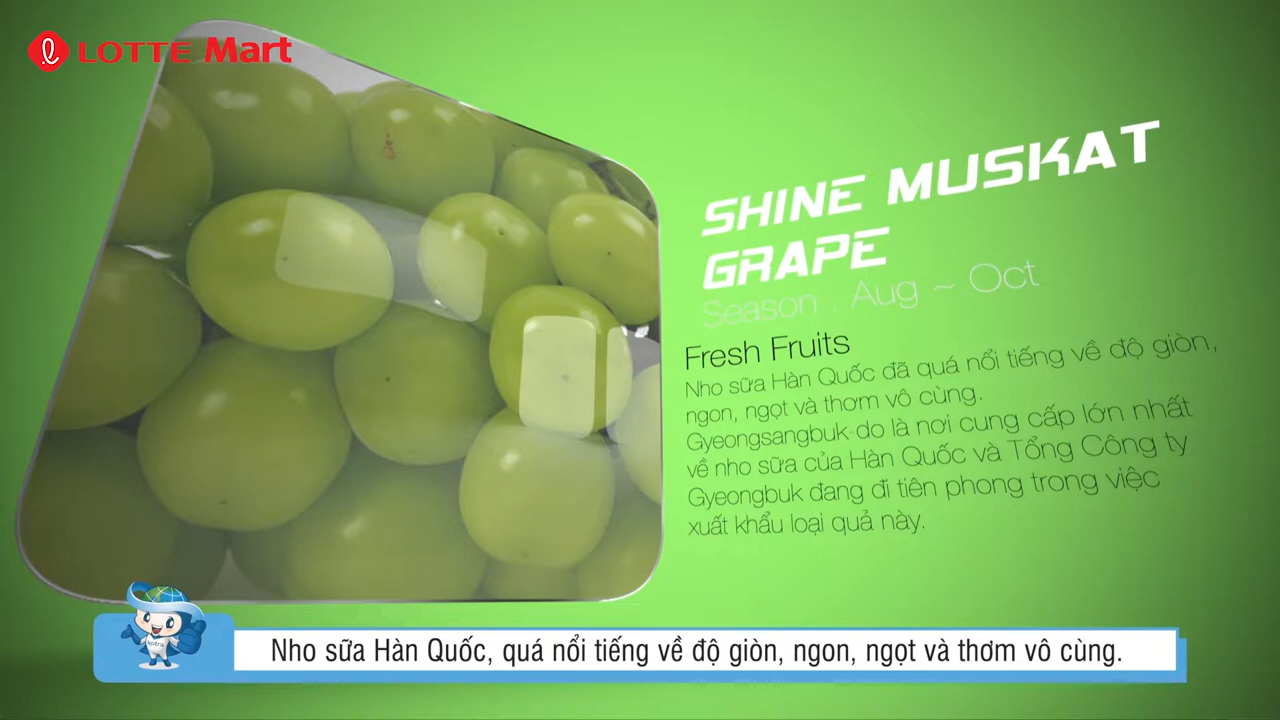 LOTTE Mart
SHINE MUSKAT
GRAPE
Season . Aug ~ Oct
Fresh Fruits
Nho sữa Hàn Quốc đã quá nổi tiếng về độ giòn,
ngon, ngọt và thơm vô cùng.
Gyeongsangbuk-do là nơi cung cấp lớn nhất
về nho sữa của Hàn Quốc và Tổng Công ty
Gyeongbuk đang đi tiên phong trong việc
xuất khẩu loại quả này.
kotra
Nho sữa Hàn Quốc, quá nổi tiếng về độ giòn, ngon, ngọt và thơm vô cùng.